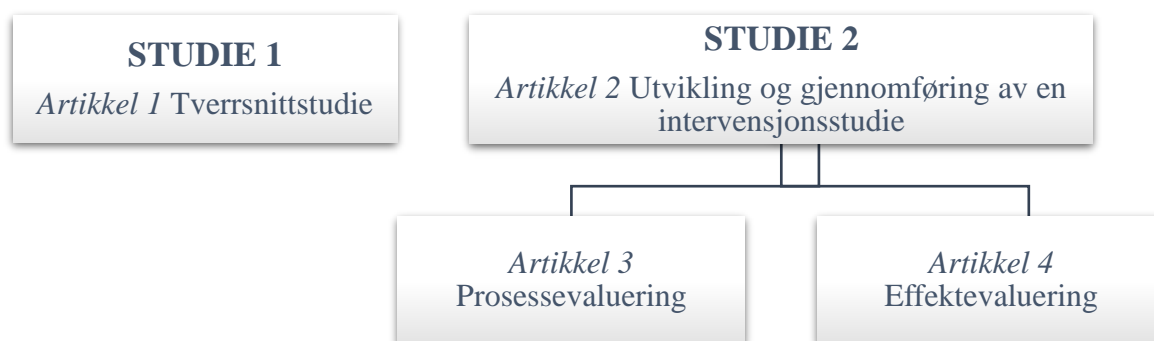 STUDIE 1
Artikkel 1 Tverrsnittstudie
STUDIE 2
Artikkel 2 Utvikling og gjennomføring av en
intervensjonsstudie
Artikkel 3
Prosessevaluering
Artikkel 4
Effektevaluering